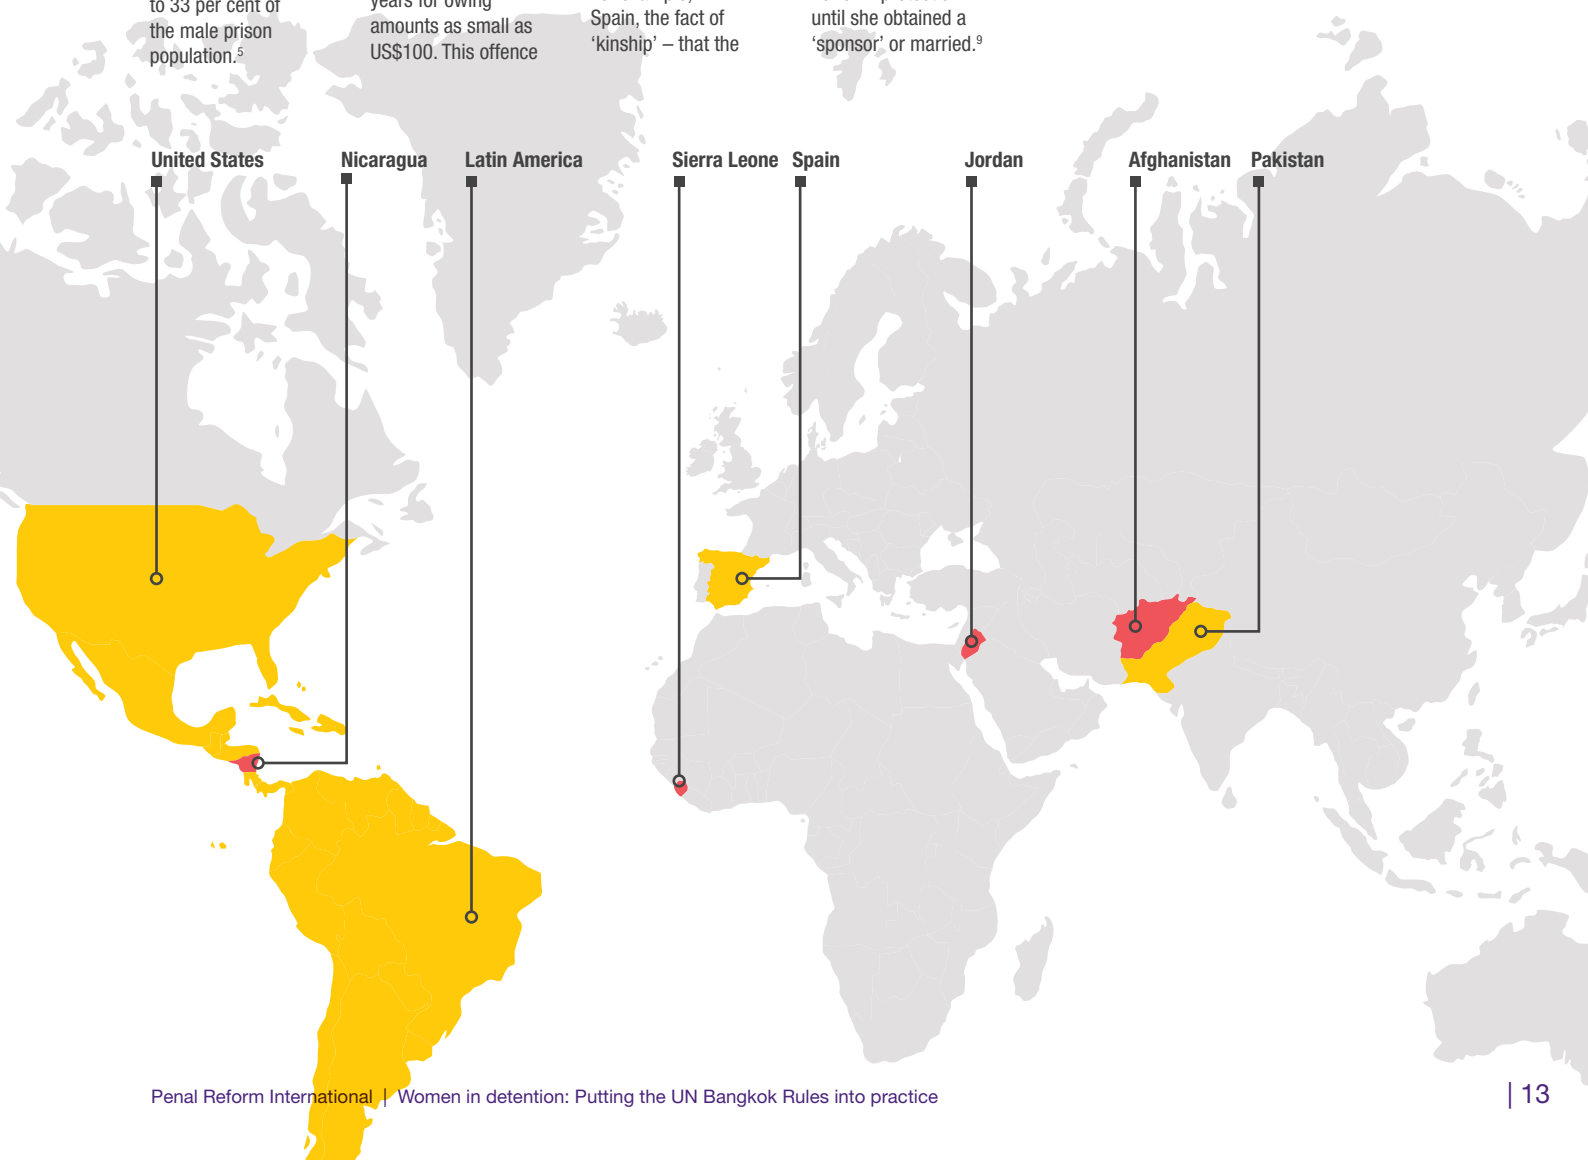 to 33 per cent of
the male prison
population.⁵
years for owing
amounts as small as
US$100. This offence
Spain, the fact of
‘kinship’ – that the
until she obtained a
‘sponsor’ or married.⁹
United States
Nicaragua
Latin America
Sierra Leone
Spain
Jordan
Afghanistan
Pakistan
Penal Reform International | Women in detention: Putting the UN Bangkok Rules into practice
| 13